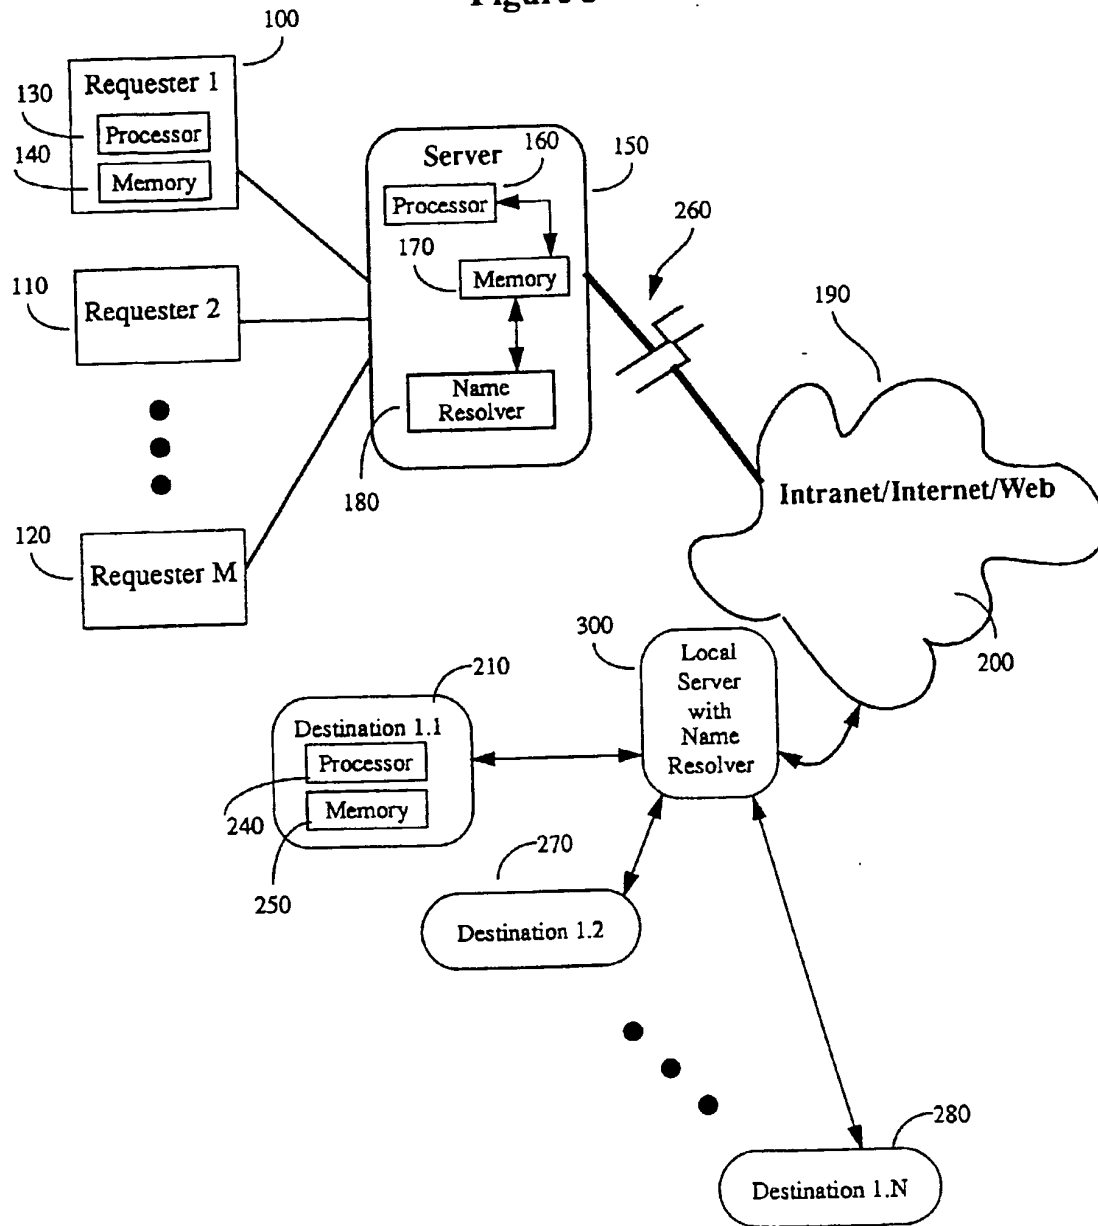 100
Requester 1
130
Processor
140
Memory
Server
160
150
Processor
260
170
Memory
110
Requester 2
190
Name
Resolver
180
Intranet/Internet/Web
120
Requester M
300
Local
Server
with
Name
Resolver
200
210
Destination 1.1
Processor
240
Memory
250
270
Destination 1.2
280
Destination 1.N